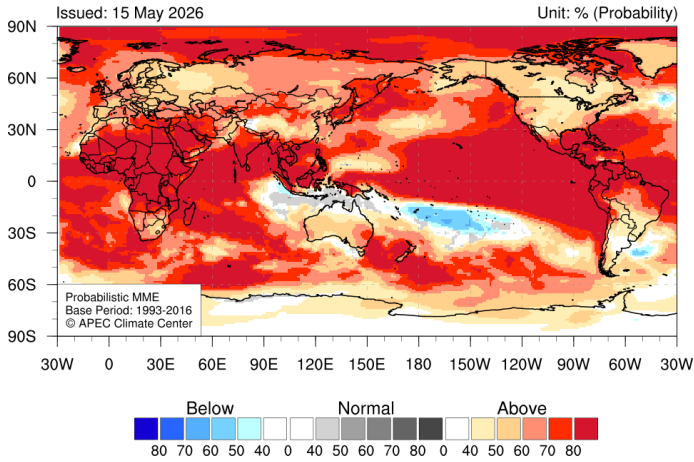 Issued: 15 May 2026 Unit: % (Probability)
90N
60N
30N
0
30S
60S
90S
Probabilistic MME
Base Period: 1993-2016
© APEC Climate Center
30W 0 30E 60E 90E 120E 150E 180 150W 120W 90W 60W 30W
Below Normal Above
80 70 60 50 40 0 40 50 60 70 80 0 40 50 60 70 80